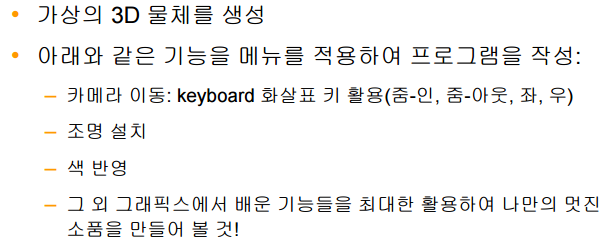 • 가상의 3D 물체를 생성
• 아래와 같은 기능을 메뉴를 적용하여 프로그램을 작성:
– 카메라 이동: keyboard 화살표 키 활용(줌-인, 줌-아웃, 좌, 우)
– 조명 설치
– 색 반영
– 그 외 그래픽스에서 배운 기능들을 최대한 활용하여 나만의 멋진
소품을 만들어 볼 것!